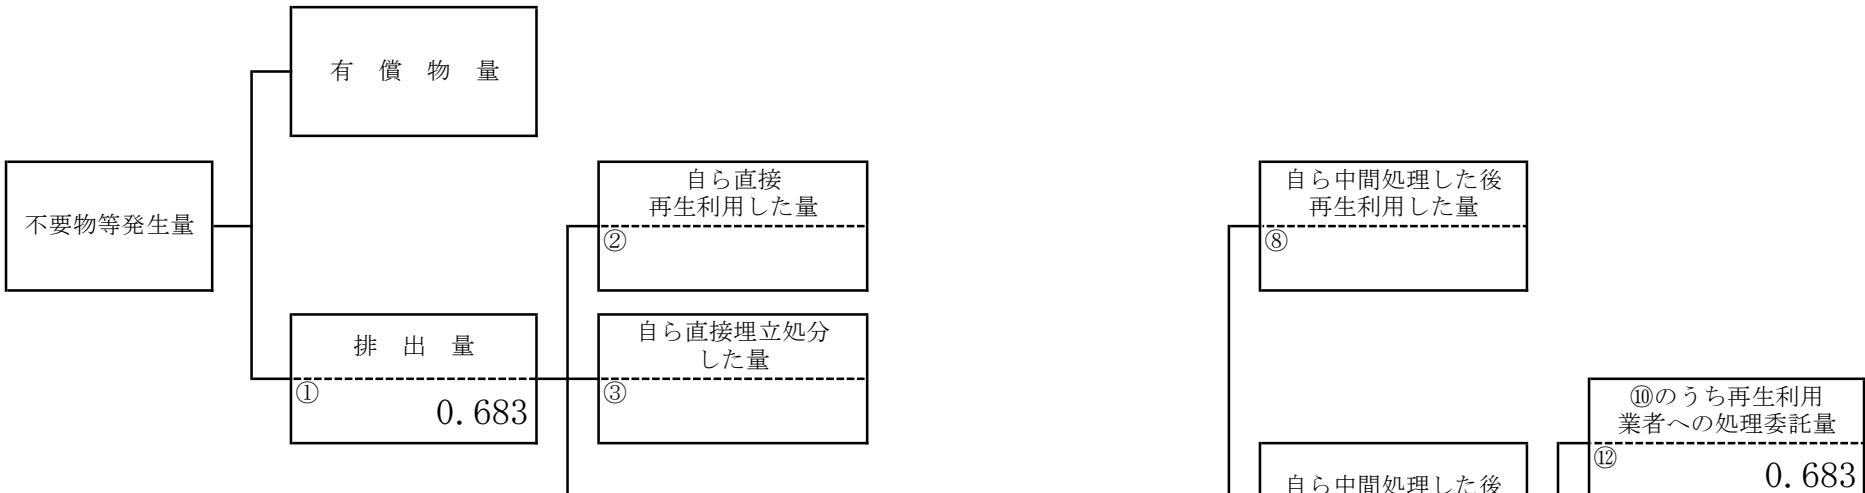 有 償 物 量
不要物等発生量
自ら直接
再生利用した量
②
自ら中間処理した後
再生利用した量
⑧
排 出 量
①
0.683
自ら直接埋立処分
した量
③
⑩のうち再生利用
業者への処理委託量
⑫
0.683
自ら中間処理した後